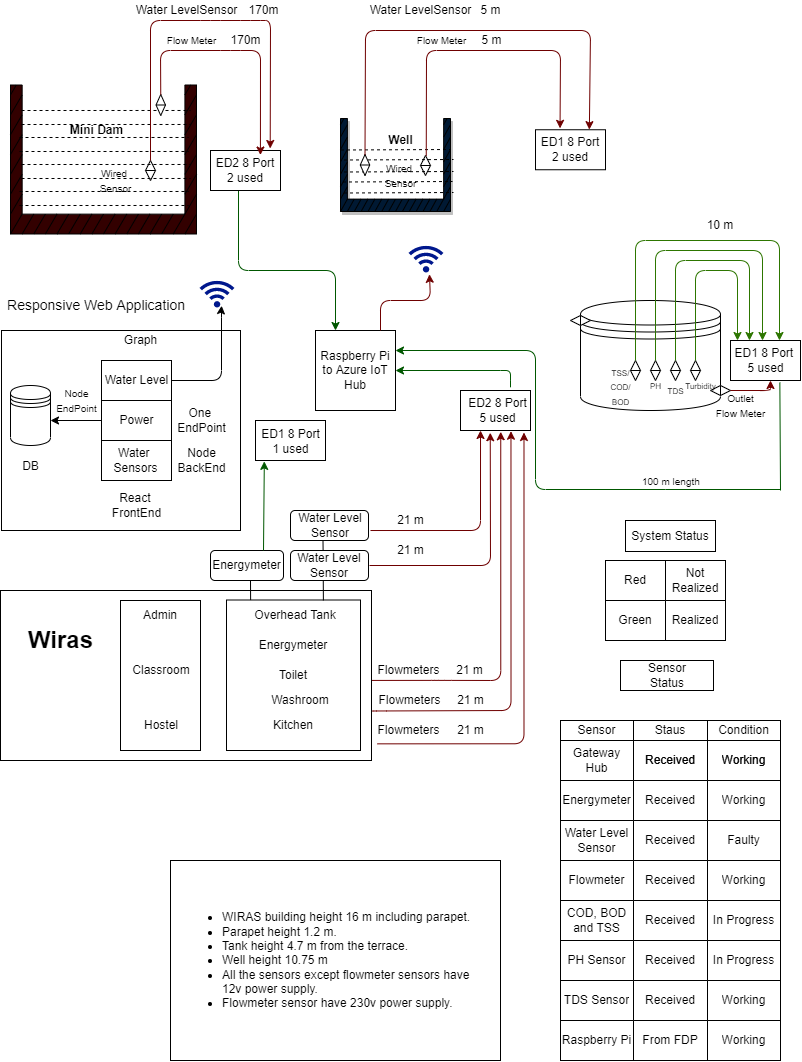 Water LevelSensor 170m
Flow Meter 170m
Mini Dam
Wired
Sensor
ED2 8 Port
2 used
Water LevelSensor 5 m
Flow Meter 5 m
Well
Wired
Sensor
ED1 8 Port
2 used
10 m
TSS/
COD/
BOD
PH
TDS
Turbidity
ED1 8 Port
5 used
Outlet
Flow Meter
100 m length
Responsive Web Application
Graph
Water Level
Power
Water
Sensors
Node
EndPoint
DB
One
EndPoint
Node
BackEnd
React
FrontEnd
Raspberry Pi
to Azure IoT
Hub
ED2 8 Port
5 used
ED1 8 Port
1 used
Water Level
Sensor
21 m
Energymeter
Water Level
Sensor
21 m
Wiras
Admin
Classroom
Hostel
Overhead Tank
Energymeter
Toilet
Washroom
Kitchen
Flowmeters 21 m
Flowmeters 21 m
Flowmeters 21 m
System Status
Red Not
Realized
Green Realized
Sensor
Status
Sensor Staus Condition
Gateway
Hub Received Working
Energymeter Received Working
Water Level
Sensor Received Faulty
Flowmeter Received Working
COD, BOD
and TSS Received In Progress
PH Sensor Received In Progress
TDS Sensor Received Working
Raspberry Pi From FDP Working
• WIRAS building height 16 m including parapet.
• Parapet height 1.2 m.
• Tank height 4.7 m from the terrace.
• Well height 10.75 m
• All the sensors except flowmeter sensors have
12v power supply.
• Flowmeter sensor have 230v power supply.